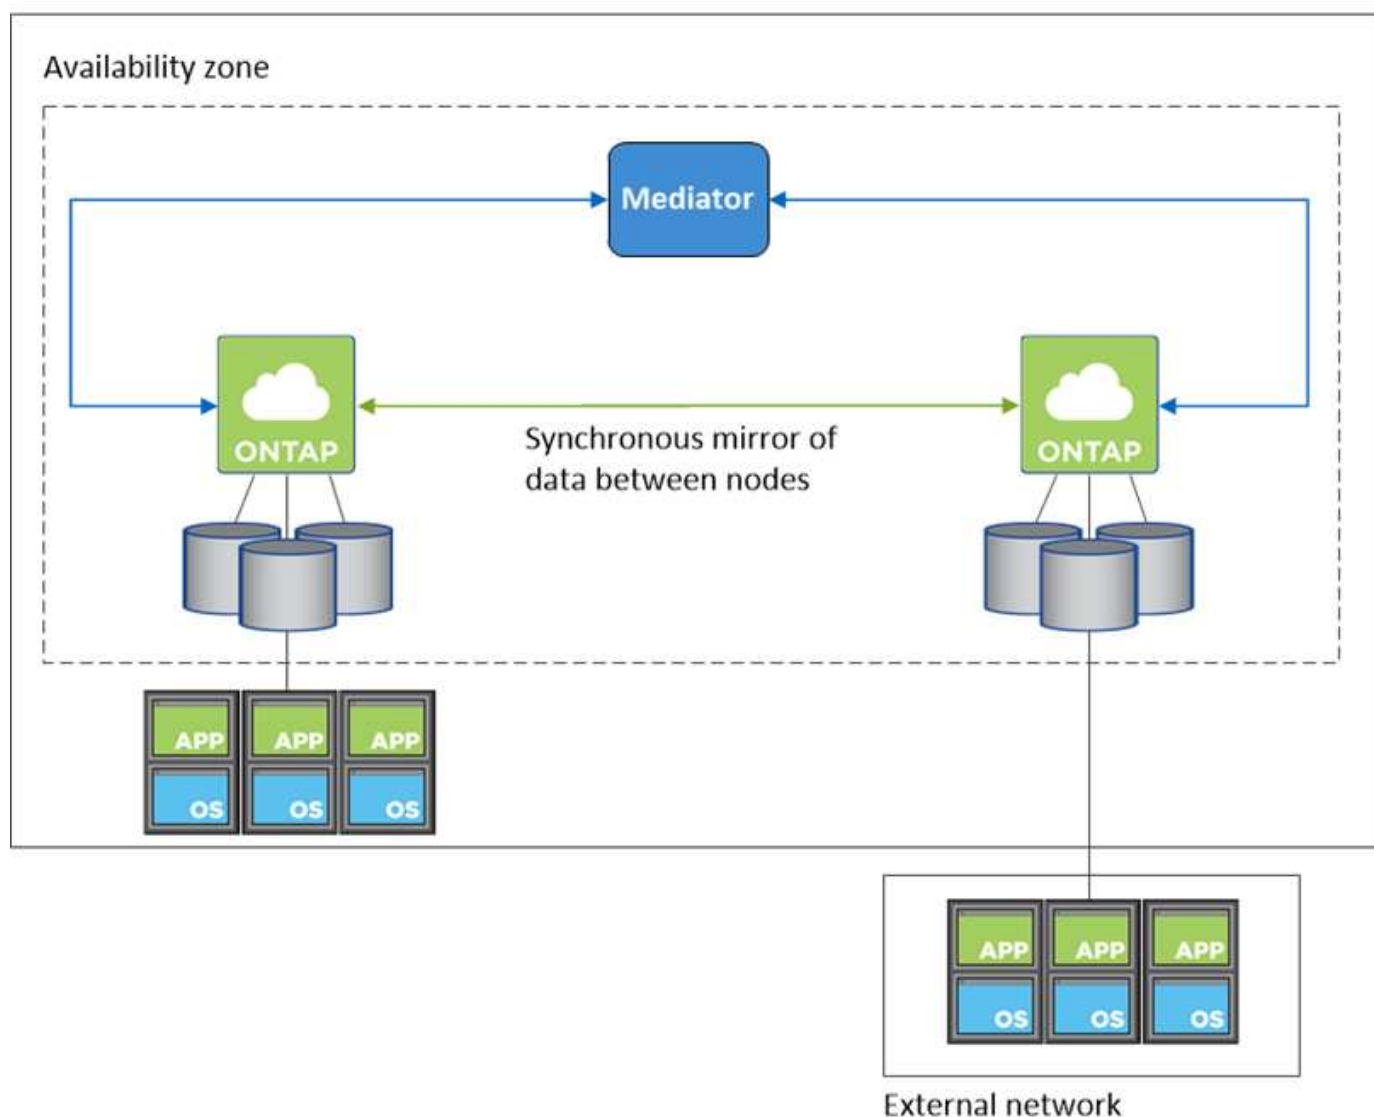 Availability zone
Mediator
ONTAP
ONTAP
Synchronous mirror of
data between nodes
APP
APP
APP
OS
OS
OS
APP
APP
APP
OS
OS
OS
External network